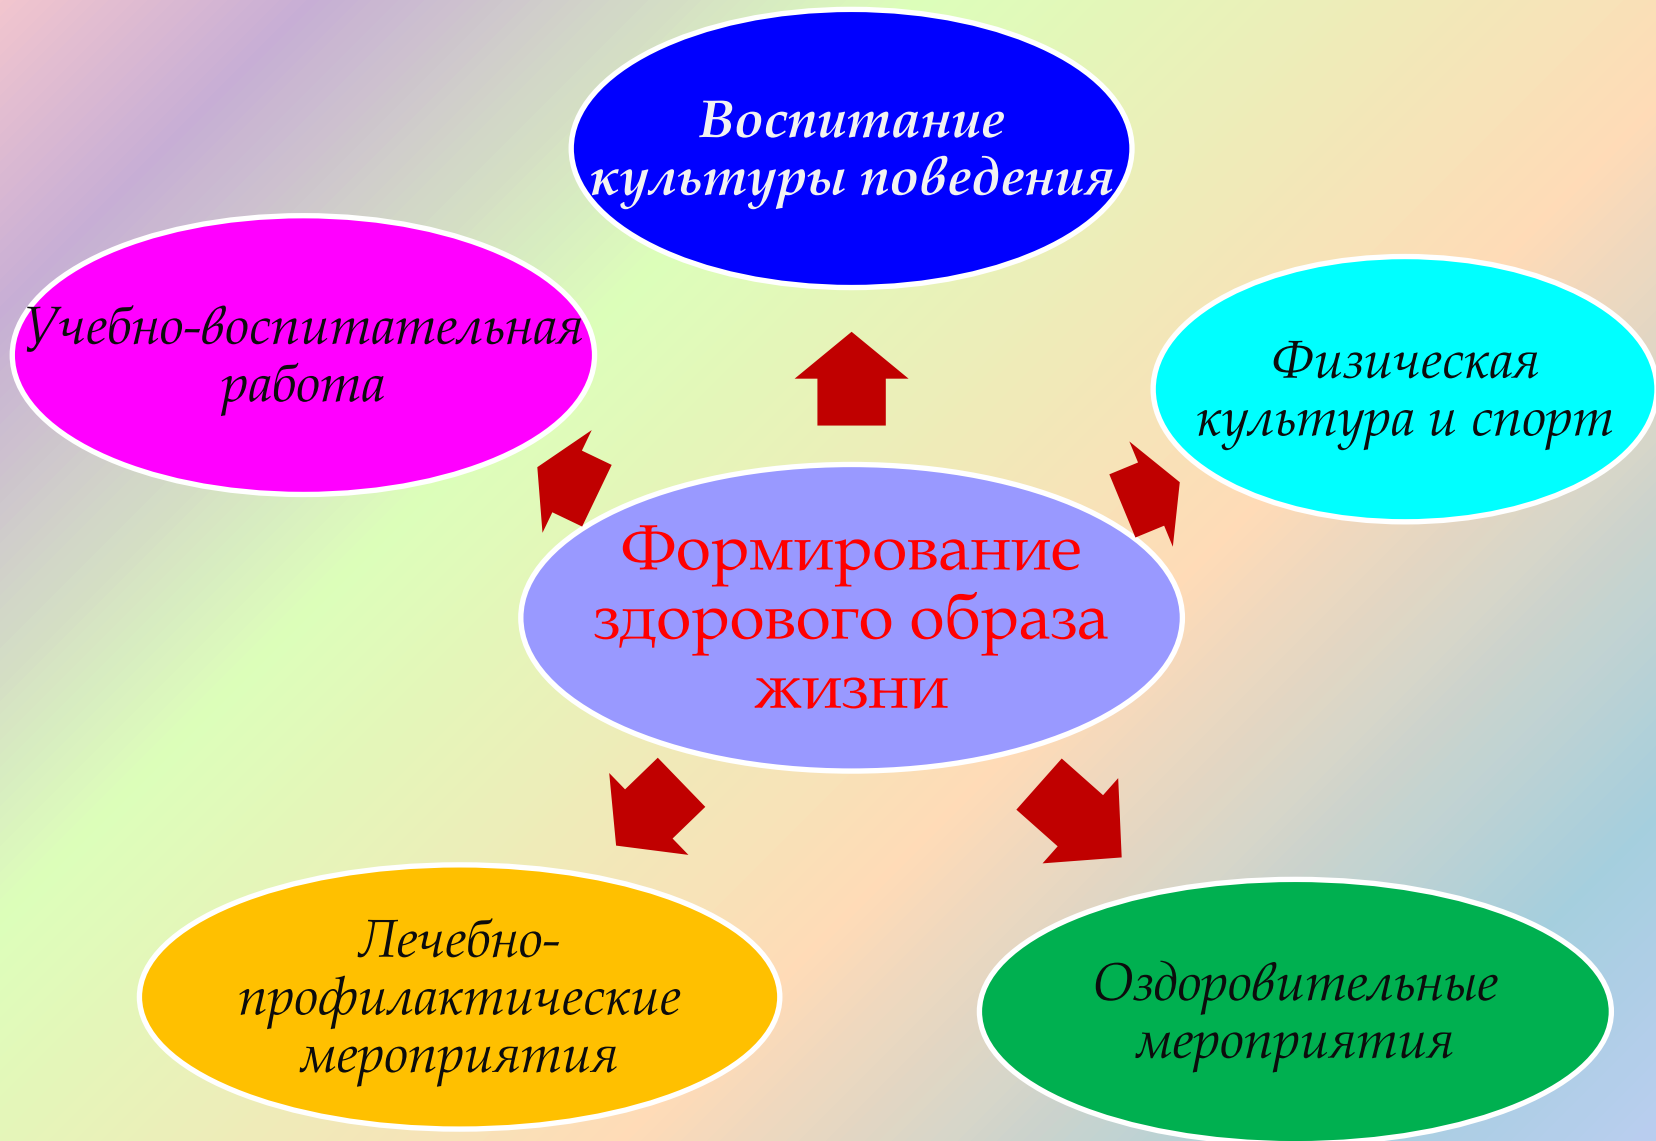 Воспитание
культуры поведения
Учебно-воспитательная
работа
Физическая
культура и спорт
Формирование
здорового образа
жизни
Лечебно-
профилактические
мероприятия
Оздоровительные
мероприятия